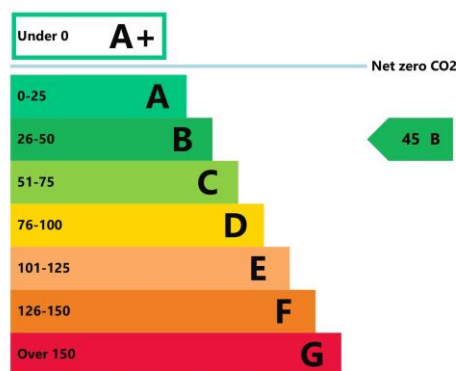 Under 0 A+
Net zero CO2
0-25 A
26-50 B
45 B
51-75 C
76-100 D
101-125 E
126-150 F
Over 150 G